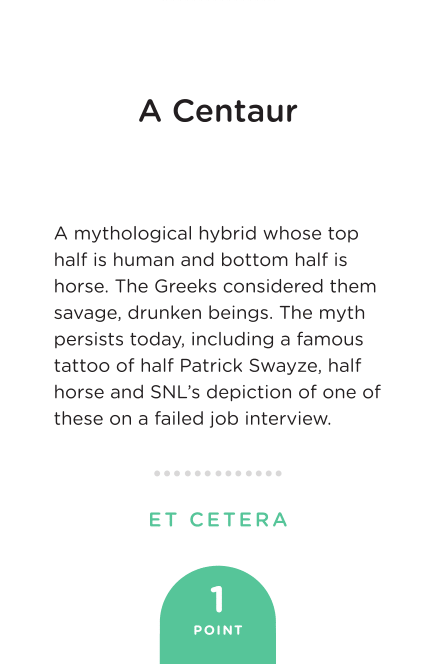 A Centaur
A mythological hybrid whose top
half is human and bottom half is
horse. The Greeks considered them
savage, drunken beings. The myth
persists today, including a famous
tattoo of half Patrick Swayze, half
horse and SNL’s depiction of one of
these on a failed job interview.
ET CETERA
1
POINT